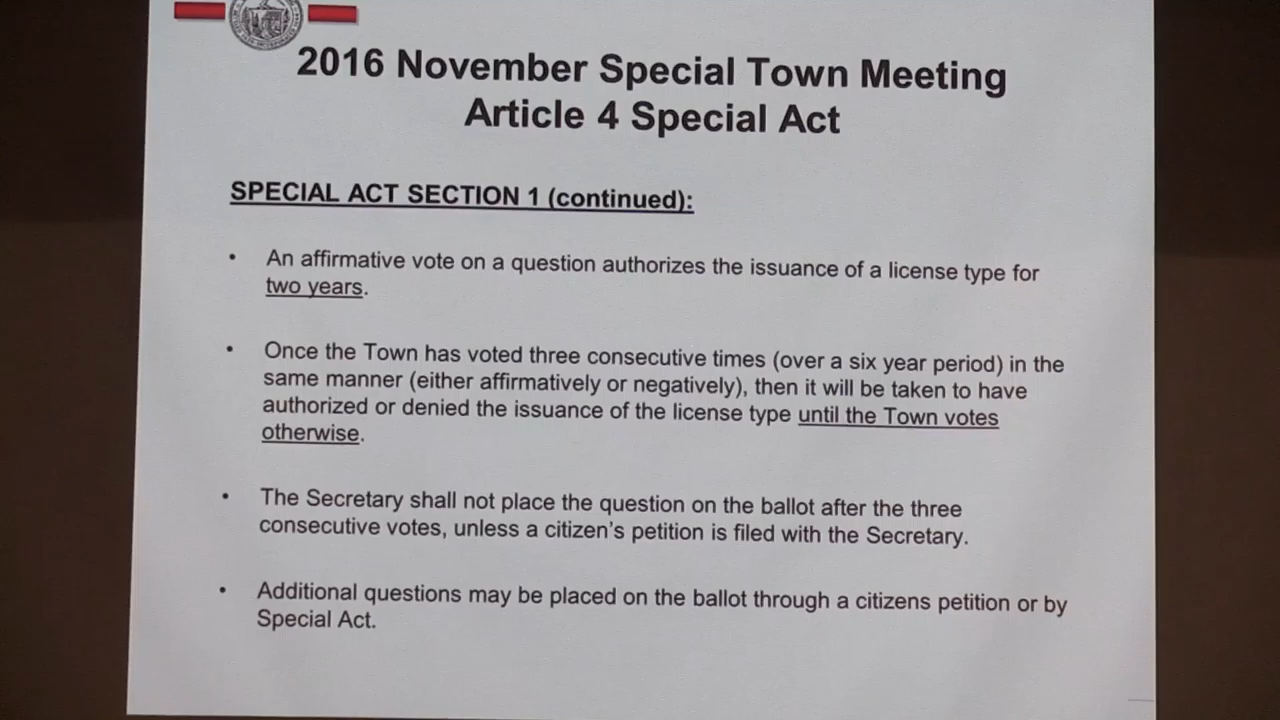 2016 November Special Town Meeting
Article 4 Special Act
SPECIAL ACT SECTION 1 (continued):
• An affirmative vote on a question authorizes the issuance of a license type for
two years.
• Once the Town has voted three consecutive times (over a six year period) in the
same manner (either affirmatively or negatively), then it will be taken to have
authorized or denied the issuance of the license type until the Town votes
otherwise.
• The Secretary shall not place the question on the ballot after the three
consecutive votes, unless a citizen's petition is filed with the Secretary.
• Additional questions may be placed on the ballot through a citizens petition or by
Special Act.